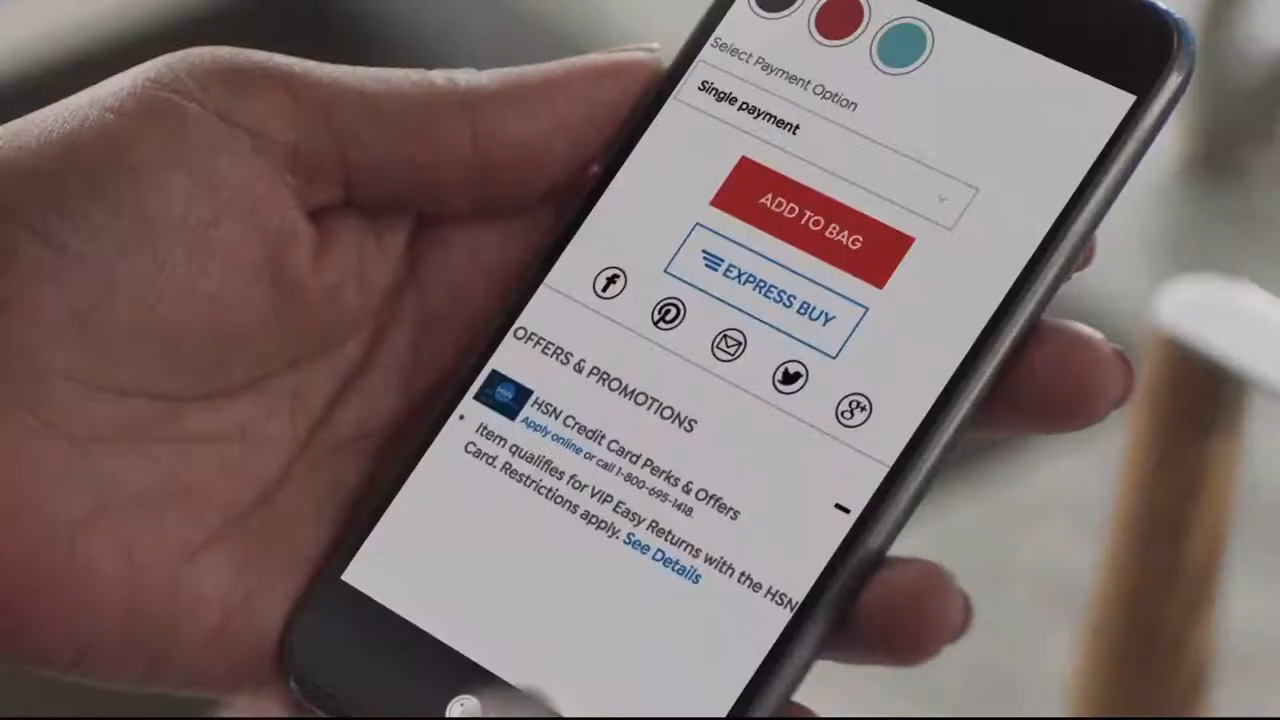 Select Payment Option
Single payment
ADD TO BAG
EXPRESS BUY
OFFERS & PROMOTIONS
HSN
HSN Credit Card Perks & Offers
Apply online or call 1-800-695-1418.
Item qualifies for VIP Easy Returns with the HSN
Card. Restrictions apply. See Details